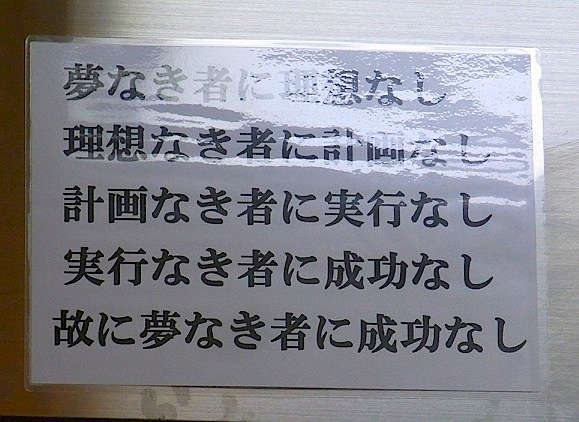 夢なき者に理想なし
理想なき者に計画なし
計画なき者に実行なし
実行なき者に成功なし
故に夢なき者に成功なし